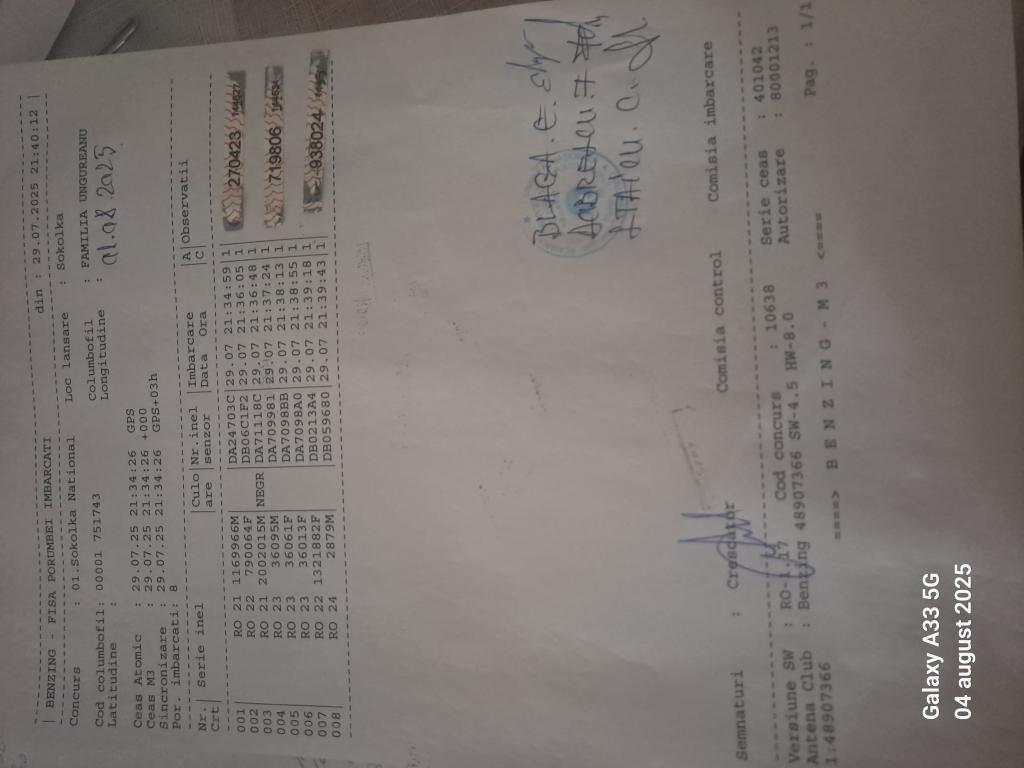 | BENZING - FISA PORUMBEI IMBARCATI din : 29.07.2025 21:40:12 |
Concurs : 01.Sokolka National Loc lansare : Sokolka
Cod columbofil: 00001 751743 Columbofil : FAMILIA UNGUREANU
Latitudine : Longitudine :
01.08.2025
Ceas Atomic : 29.07.25 21:34:26 GPS
Ceas M3 : 29.07.25 21:34:26 +000
Sincronizare : 29.07.25 21:34:26 GPS+03h
Por. imbarcati: 8
Nr| Serie inel |Culo|Nr.inel |Imbarcare |A|Observatii
Crt |are |senzor |Data Ora |C|
001 RO 21 116996M DA24703C 29.07 21:34:59 1
002 RO 22 790064F DB06C1F2 29.07 21:36:05 1
003 RO 21 2002015M NEGR DA71118C 29.07 21:36:48 1
004 RO 23 36095M DA709981 29.07 21:37:24 1
005 RO 23 36061F DA7098BB 29.07 21:38:13 1
006 RO 23 36013F DA7098A0 29.07 21:38:55 1
007 RO 22 1321882F DB0213A4 29.07 21:39:18 1
008 RO 24 2879M DB059680 29.07 21:39:43 1
270423
719806
4938024
BLAGA. E.
DOBRESCU F
STAICU. C.
Semnaturi : Crescator Comisia control Comisia imbarcare
Versiune SW : RO-1.17 Cod concurs : 10638 Serie ceas : 401042
Antena Club : Benzing 48907366 SW-4.5 HW-8.0 Autorizare : 80001213
1:48907366
====> B E N Z I N G - M 3 <==== Pag. : 1/1
Galaxy A33 5G
04 august 2025